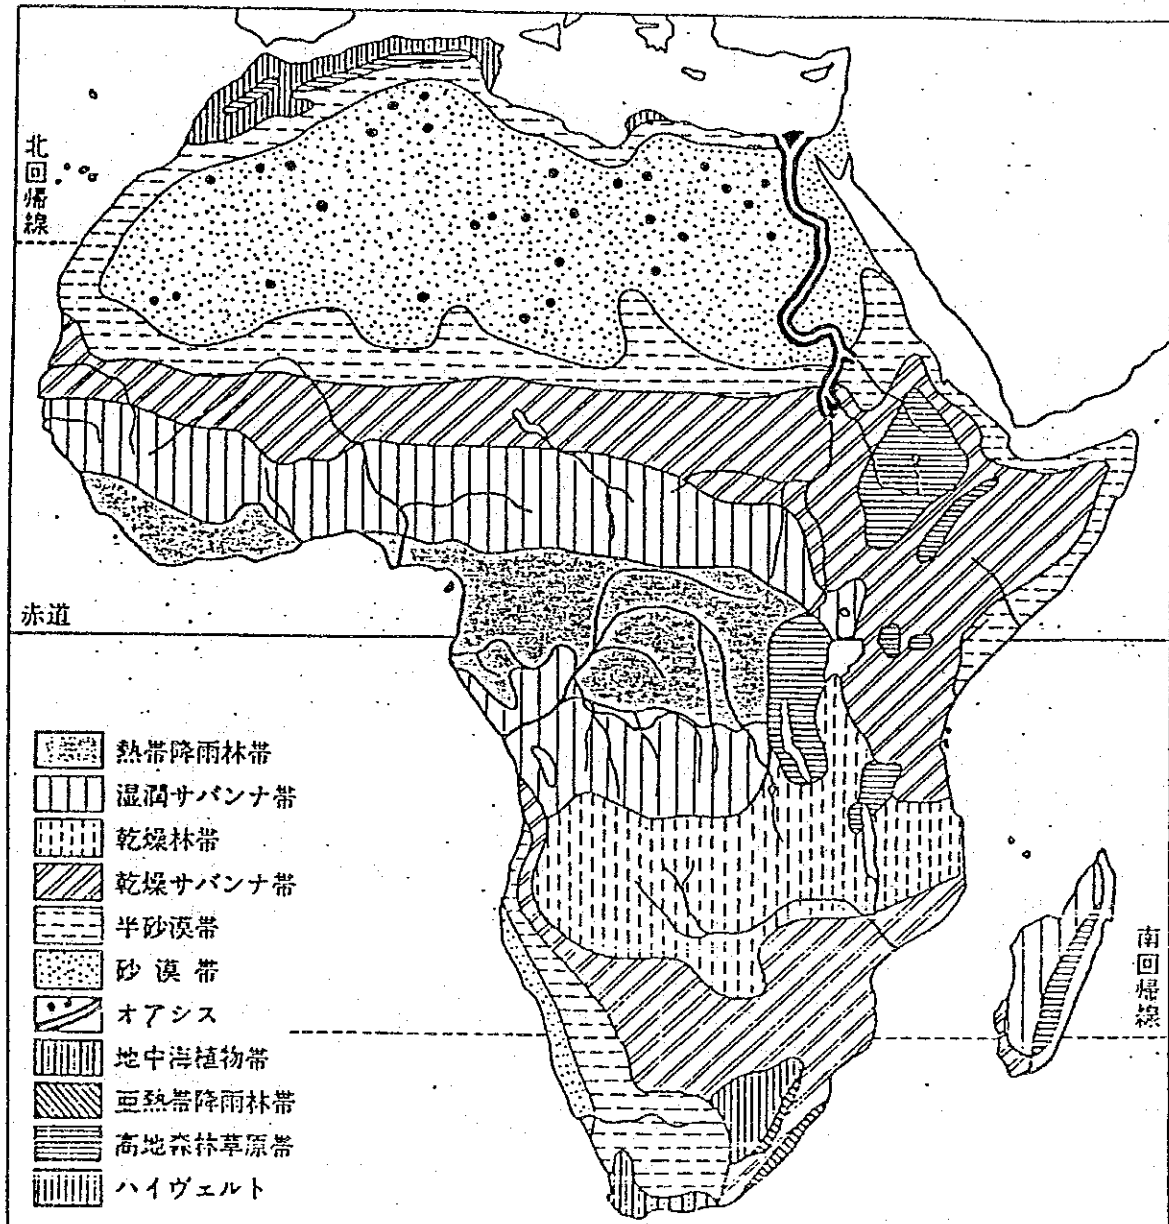 北回帰線
赤道
熱帯降雨林帯
湿潤サバンナ帯
乾燥林帯
乾燥サバンナ帯
半砂漠帯
砂漠帯
オアシス
地中海植物帯
亜熱帯降雨林帯
高地森林草原帯
ハイヴェルト
南回帰線